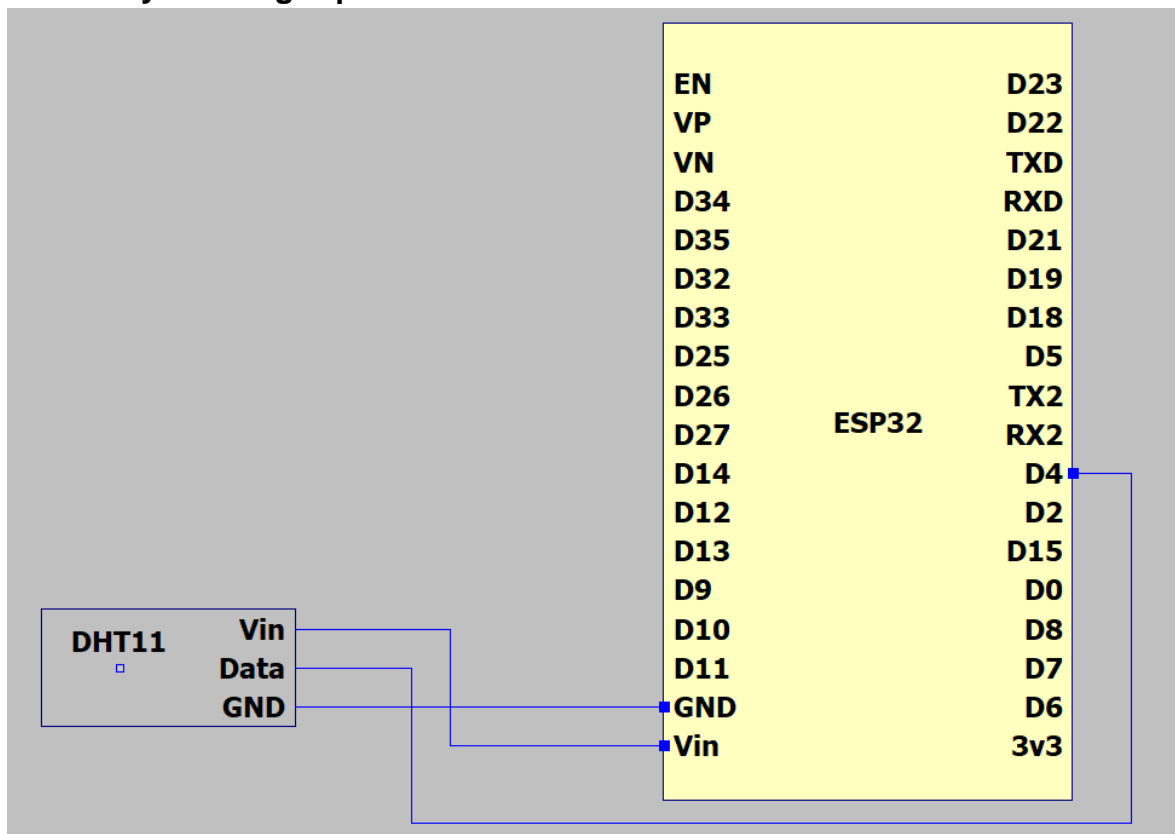 EN D23
VP D22
VN TXD
D34 RXD
D35 D21
D32 D19
D33 D18
D25 D5
D26 TX2
ESP32
D27 RX2
D14 D4
D12 D2
D13 D15
D9 D0
DHT11
Vin
D10 D8
Data
D11 D7
GND
GND D6
Vin 3v3